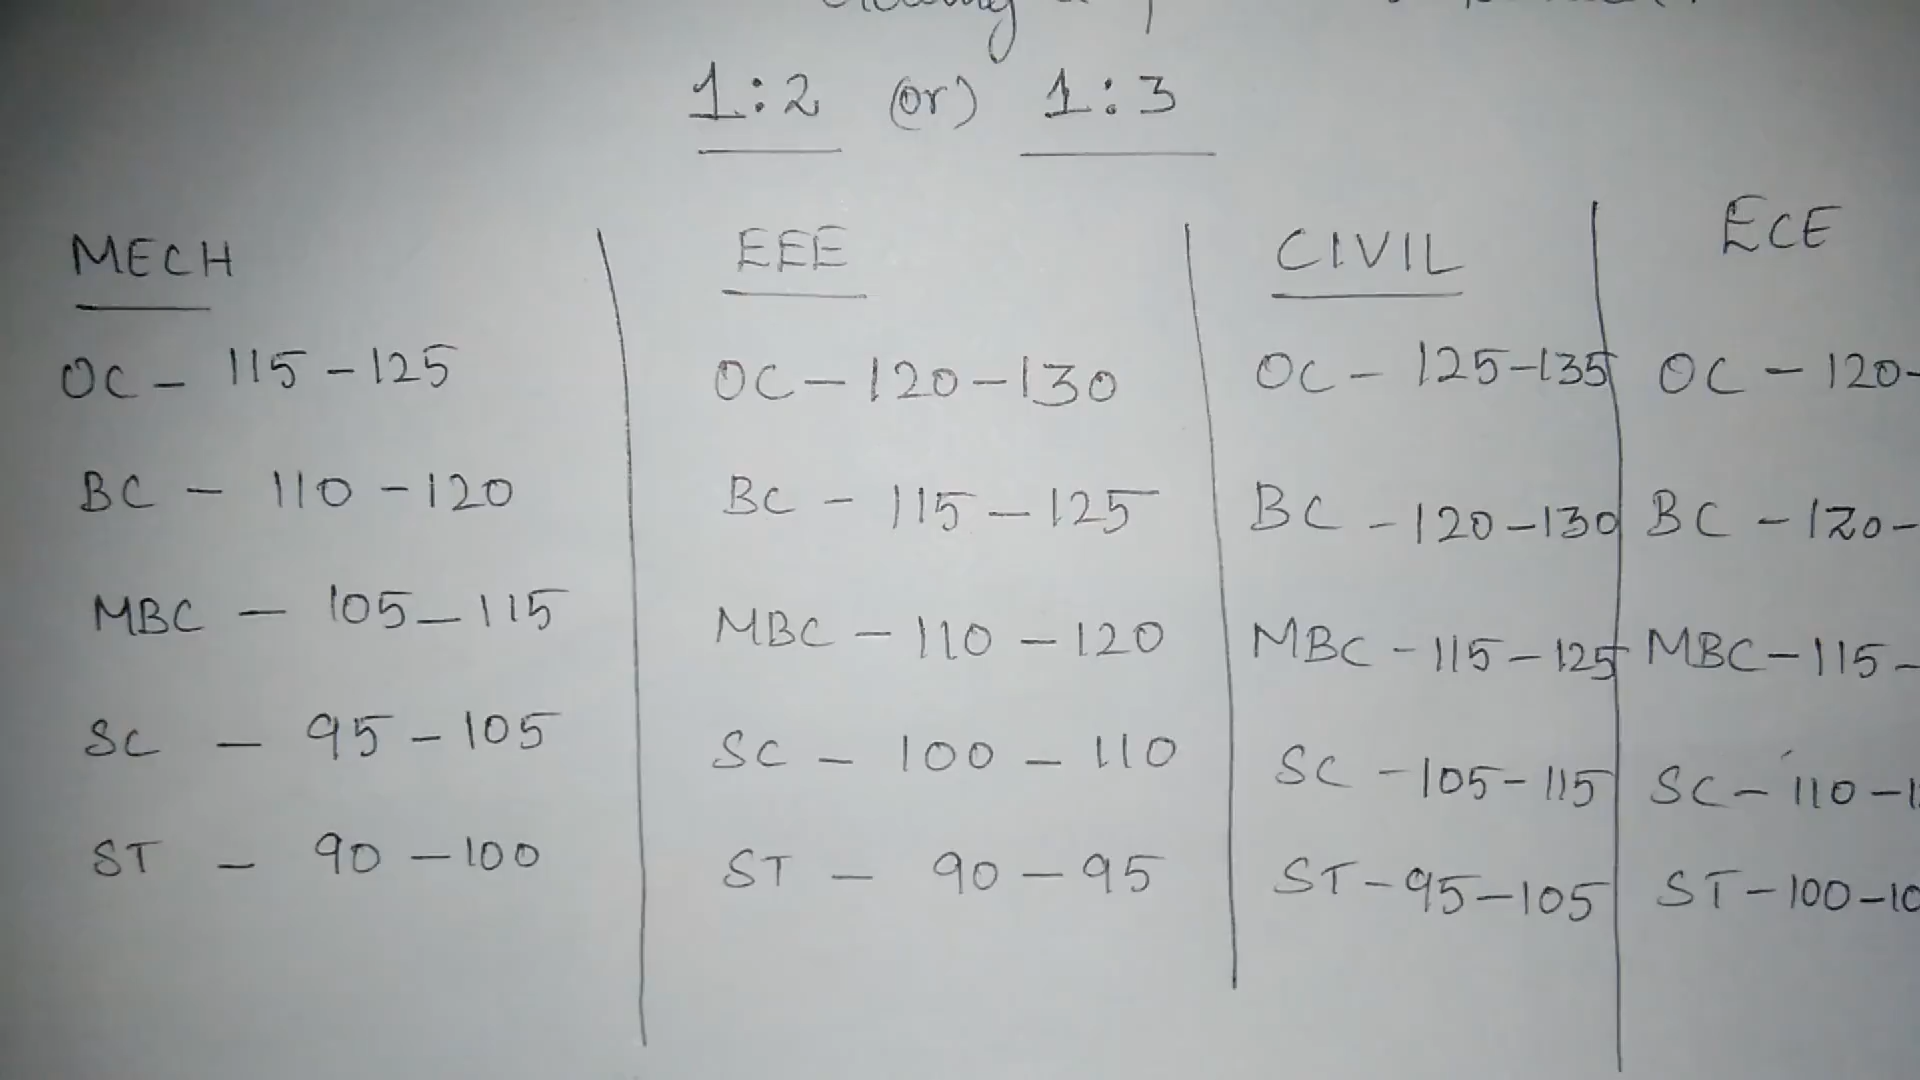 1:2 (or) 1:3
MECH
OC - 115 - 125
BC - 110 - 120
MBC - 105 - 115
SC - 95 - 105
ST - 90 - 100
EEE
OC - 120 - 130
BC - 115 - 125
MBC - 110 - 120
SC - 100 - 110
ST - 90 - 95
CIVIL
OC - 125-135
BC - 120-130
MBC - 115-125
SC - 105-115
ST - 95-105
ECE
OC - 120-
BC - 120-
MBC - 115-
SC - 110-
ST - 100-